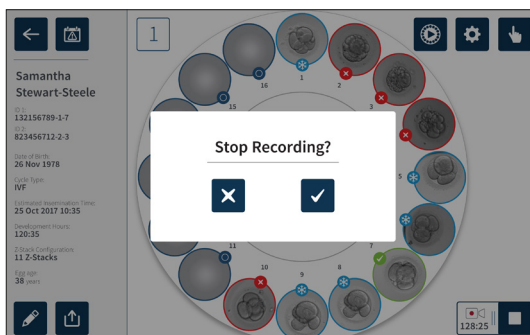 1
Samantha
Stewart-Steele
ID 1:
132156789-1-7
ID 2:
823456712-2-3
Date of Birth:
26 Nov 1978
Cycle Type:
IVF
Estimated Insemination Time:
25 Oct 2017 10:35
Development Hours:
120:35
Z-Stack Configuration:
11 Z-Stacks
Egg age:
38 years
16
1
2
15
3
Stop Recording?
5
11
7
10
9
8
128:25